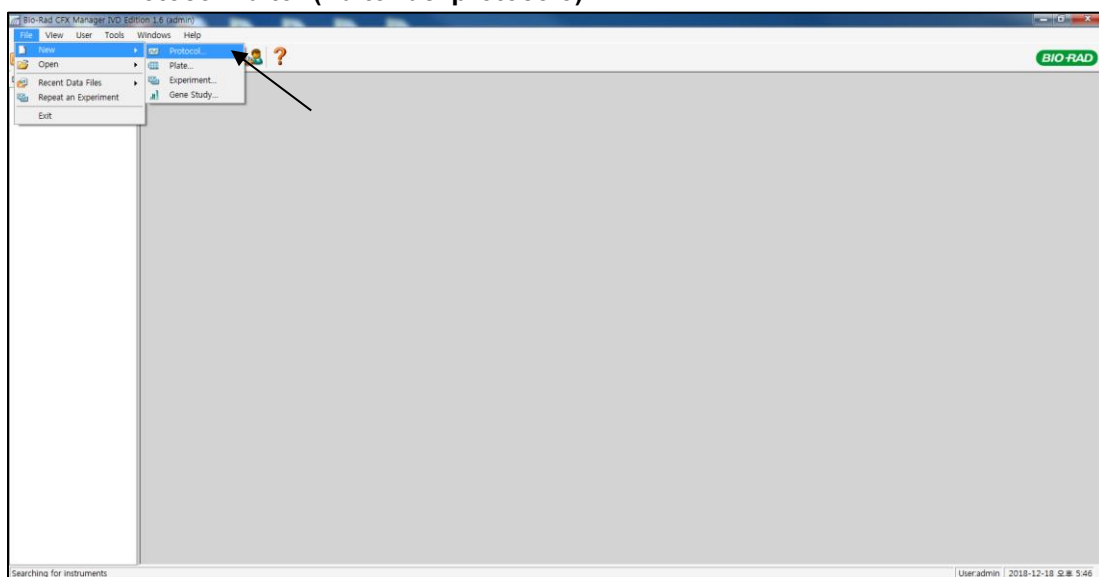 Bio-Rad CFX Manager IVD Edition 1.6 (admin)
File View User Tools Windows Help
New
Protocol...
Open
Plate...
Recent Data Files
Experiment...
Repeat an Experiment
Gene Study...
Exit
?
BIO-RAD
Searching for instruments
User:admin 2018-12-18 오후 5:46